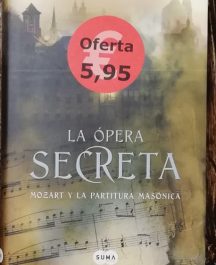 Oferta
€
5,95
LA ÓPERA
SECRETA
MOZART Y LA PARTITURA MASÓNICA
SUMA